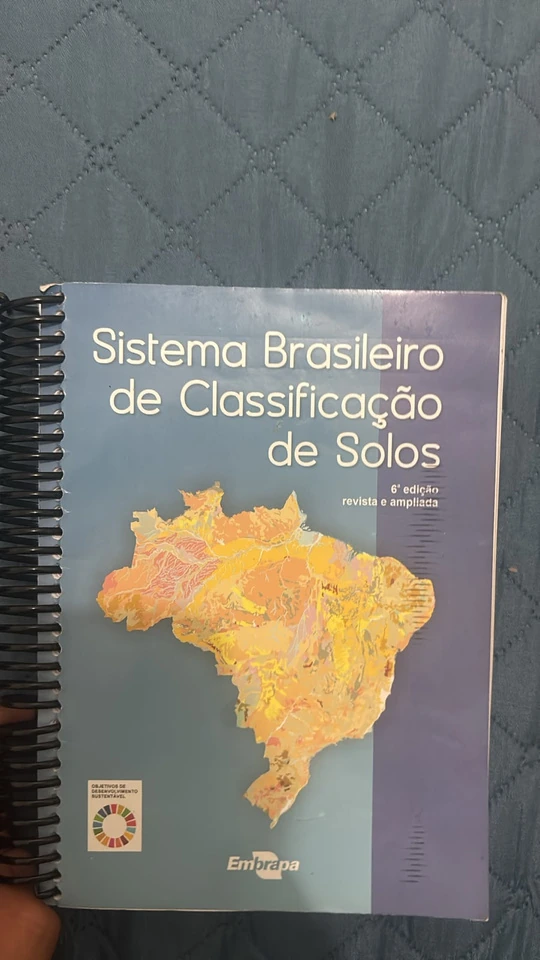 Sistema Brasileiro
de Classificação
de Solos
6ª edição
revista e ampliada
OBJETIVOS DE
DESENVOLVIMENTO
SUSTENTÁVEL
Embrapa